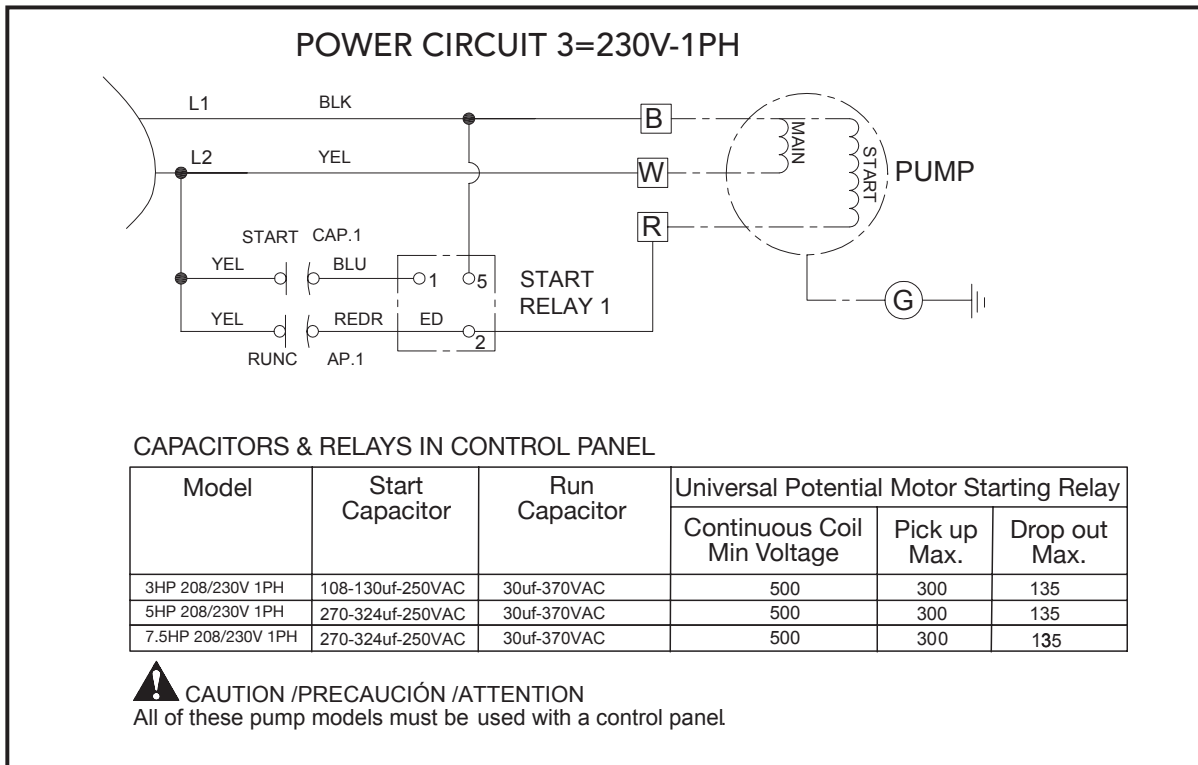 POWER CIRCUIT 3=230V-1PH
L1 BLK
B
MAIN
START
L2 YEL
W
PUMP
R
START CAP.1
YEL BLU
1 5
START
RELAY 1
G
YEL REDR ED
2
RUNC AP.1
CAPACITORS & RELAYS IN CONTROL PANEL
Model
Start
Capacitor
Run
Capacitor
Universal Potential Motor Starting Relay
Continuous Coil
Min Voltage
Pick up
Max.
Drop out
Max.
3HP 208/230V 1PH 108-130uf-250VAC 30uf-370VAC 500 300 135
5HP 208/230V 1PH 270-324uf-250VAC 30uf-370VAC 500 300 135
7.5HP 208/230V 1PH 270-324uf-250VAC 30uf-370VAC 500 300 135
CAUTION /PRECAUCIÓN /ATTENTION
All of these pump models must be used with a control panel.